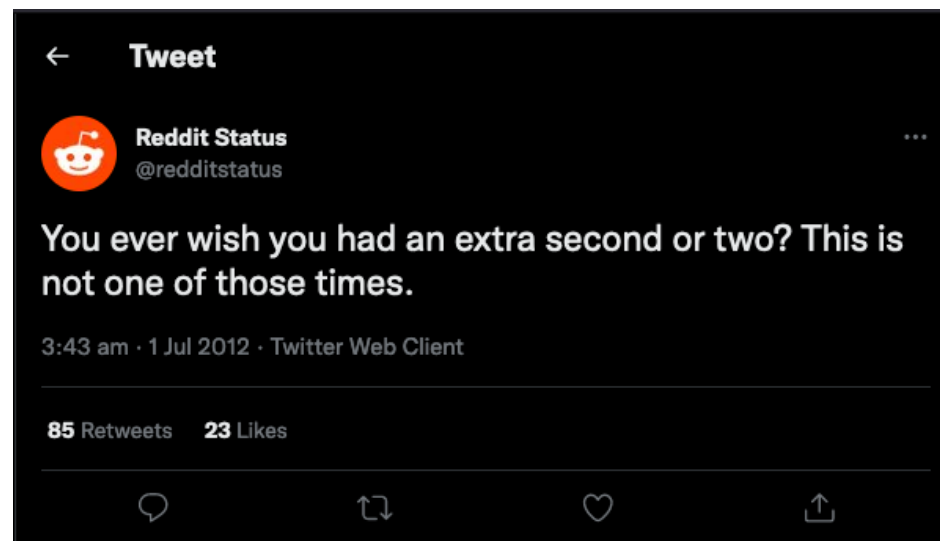 Tweet
Reddit Status
@redditstatus
You ever wish you had an extra second or two? This is
not one of those times.
3:43 am · 1 Jul 2012 · Twitter Web Client
85 Retweets 23 Likes